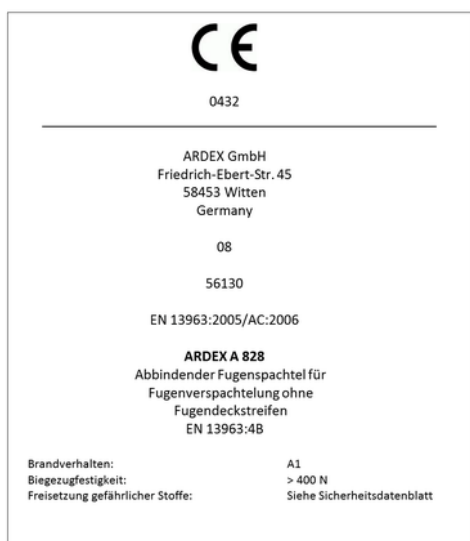 CE
0432
ARDEX GmbH
Friedrich-Ebert-Str. 45
58453 Witten
Germany
08
56130
EN 13963:2005/AC:2006
ARDEX A 828
Abbindender Fugenspachtel für
Fugenverspachtelung ohne
Fugendeckstreifen
EN 13963:4B
Brandverhalten: A1
Biegezugfestigkeit: > 400 N
Freisetzung gefährlicher Stoffe: Siehe Sicherheitsdatenblatt